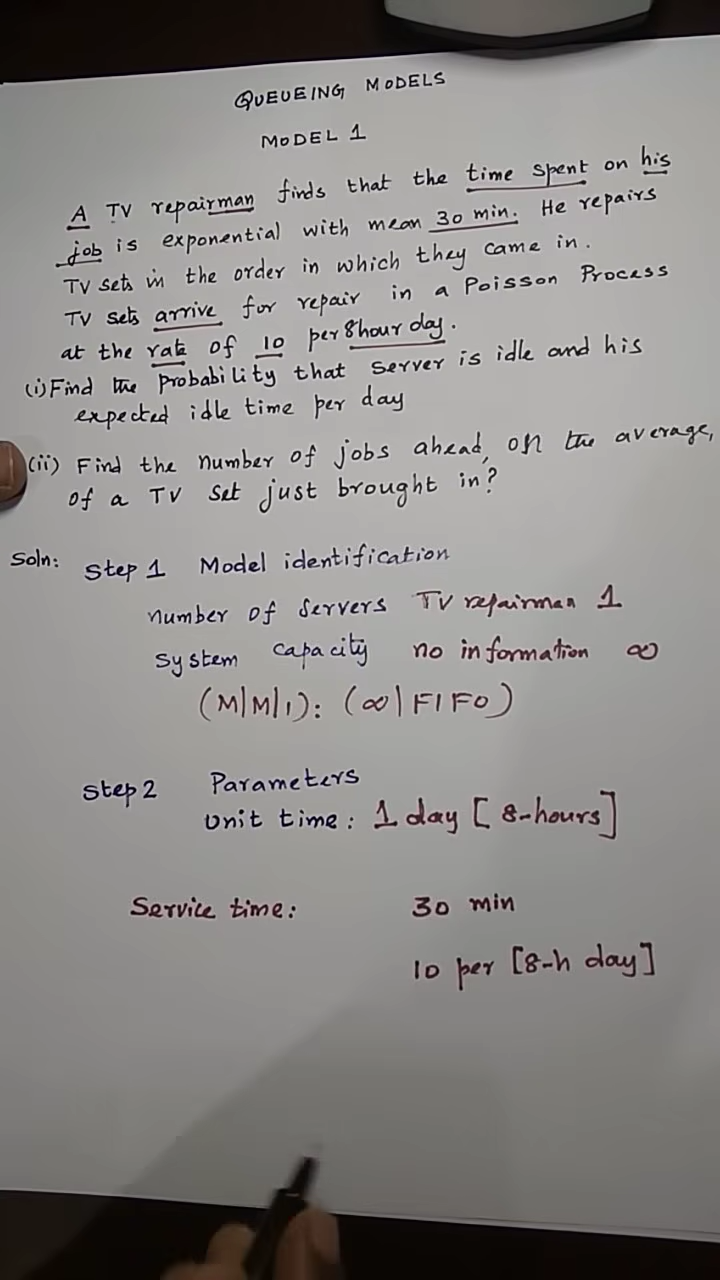 QUEUEING MODELS
MODEL 1
A TV repairman finds that the time spent on his
job is exponential with mean 30 min. He repairs
TV sets in the order in which they came in.
TV sets arrive for repair in a Poisson Process
at the rate of 10 per 8 hour day.
(i) Find the probability that server is idle and his
expected idle time per day
(ii) Find the number of jobs ahead, on the average,
of a TV set just brought in?
Soln: Step 1 Model identification
number of servers TV repairman 1
system capacity no information ∞
(M|M|1): (∞|FIFO)
Step 2 Parameters
Unit time: 1 day [8-hours]
Service time: 30 min
10 per [8-h day]